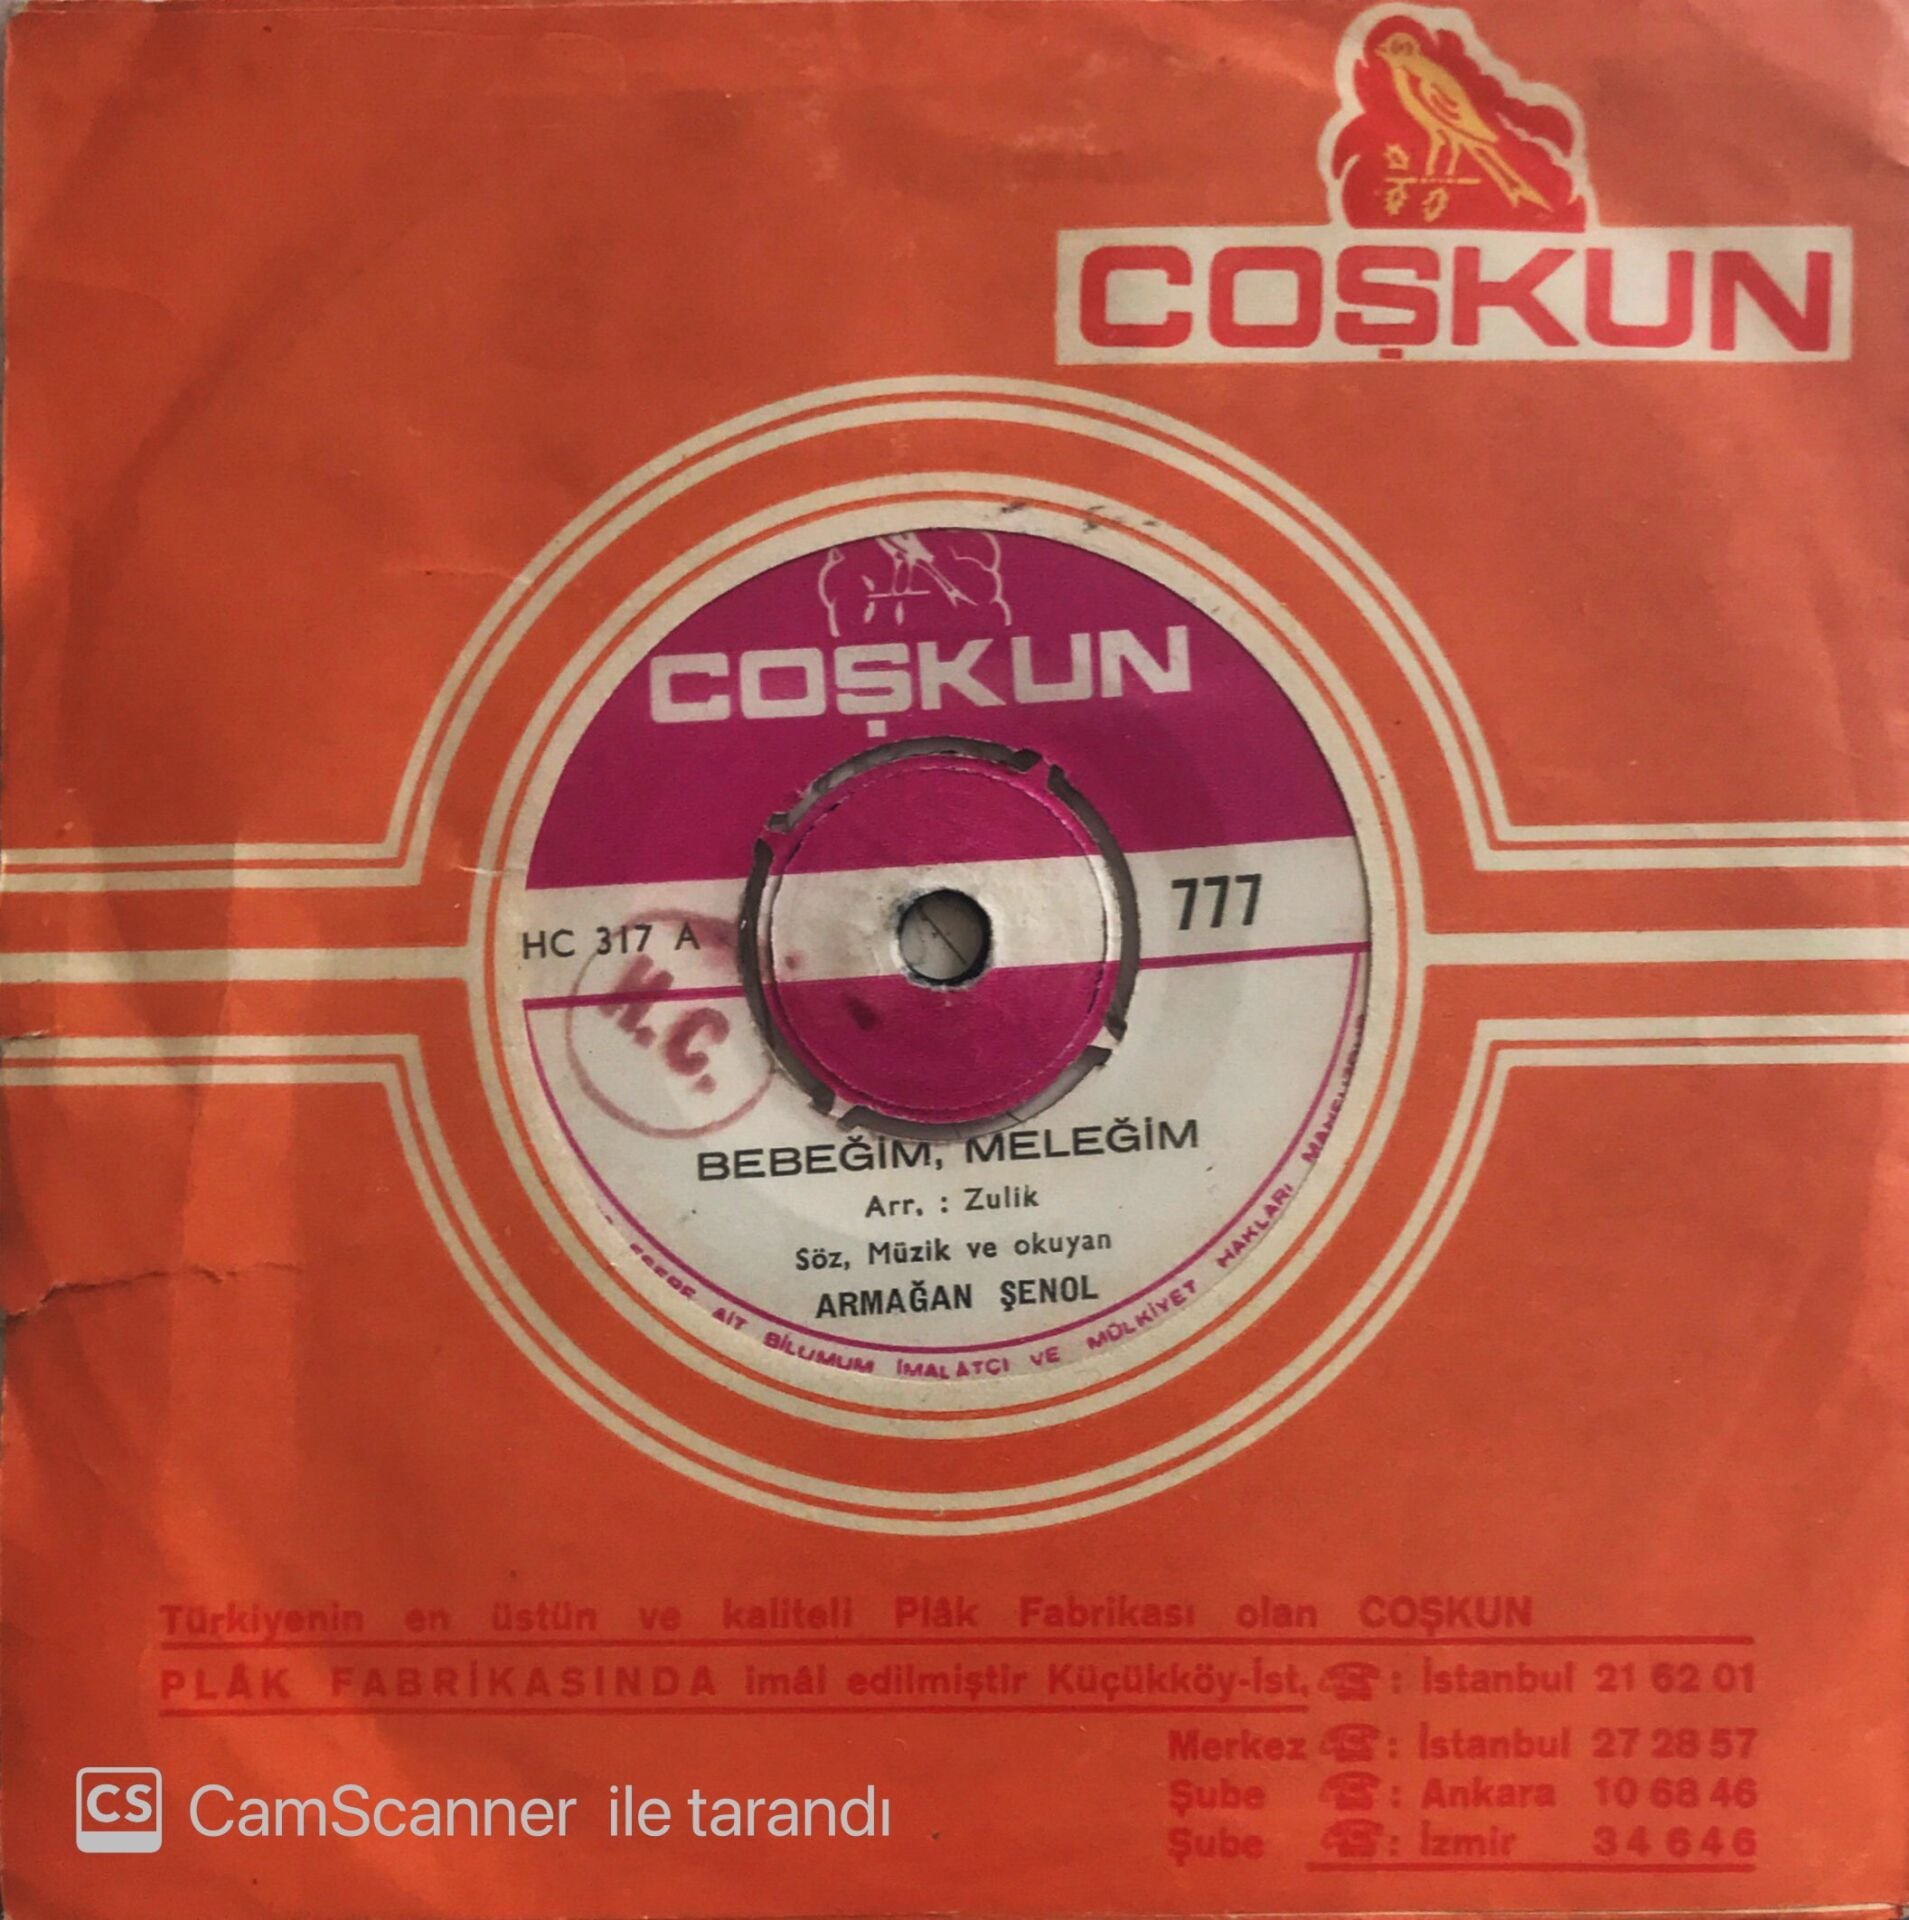 COŞKUN
COŞKUN
HC 317 A
777
H.C.
BEBEĞİM, MELEĞİM
Arr. : Zulik
Söz, Müzik ve okuyan
ARMAĞAN ŞENOL
AİT BİLUMUM İMALÂTÇI VE MÜLKİYET HAKLARI
Türkiyenin en üstün ve kaliteli Plâk Fabrikası olan COŞKUN
PLÂK FABRİKASINDA imâl edilmiştir Küçükköy-İst. : İstanbul 21 62 01
Merkez : İstanbul 27 28 57
Şube : Ankara 10 68 46
Şube : İzmir 34 6 46
CS CamScanner ile tarandı